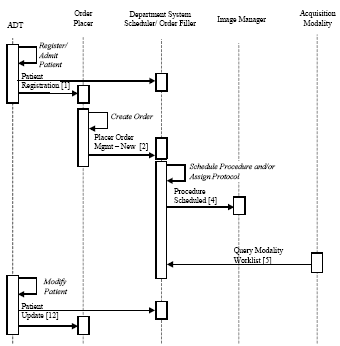 ADT
Order
Placer
Department System
Scheduler/ Order Filler
Image Manager
Acquisition
Modality
Register/
Admit
Patient
Patient
Registration [1]
Create Order
Placer Order
Mgmt – New [2]
Schedule Procedure and/or
Assign Protocol
Procedure
Scheduled [4]
Query Modality
Worklist [5]
Modify
Patient
Patient
Update [12]